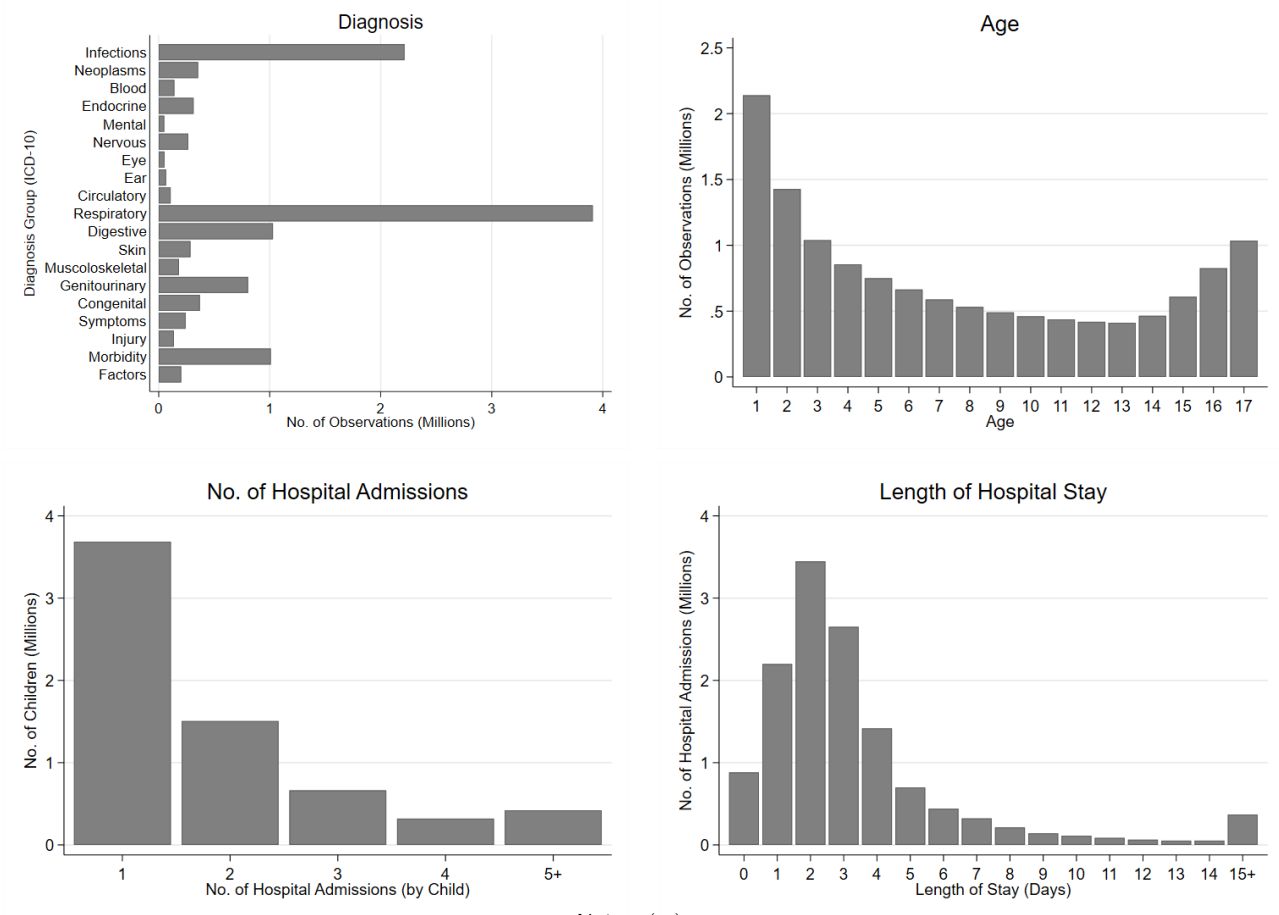 Diagnosis
Diagnosis Group (ICD-10)
Infections
Neoplasms
Blood
Endocrine
Mental
Nervous
Eye
Ear
Circulatory
Respiratory
Digestive
Skin
Muscoloskeletal
Genitourinary
Congenital
Symptoms
Injury
Morbidity
Factors
0 1 2 3 4
No. of Observations (Millions)
Age
No. of Observations (Millions)
2.5
2
1.5
1
.5
0
1 2 3 4 5 6 7 8 9 10 11 12 13 14 15 16 17
Age
No. of Hospital Admissions
No. of Children (Millions)
4
3
2
1
0
1 2 3 4 5+
No. of Hospital Admissions (by Child)
Length of Hospital Stay
No. of Hospital Admissions (Millions)
4
3
2
1
0
0 1 2 3 4 5 6 7 8 9 10 11 12 13 14 15+
Length of Stay (Days)